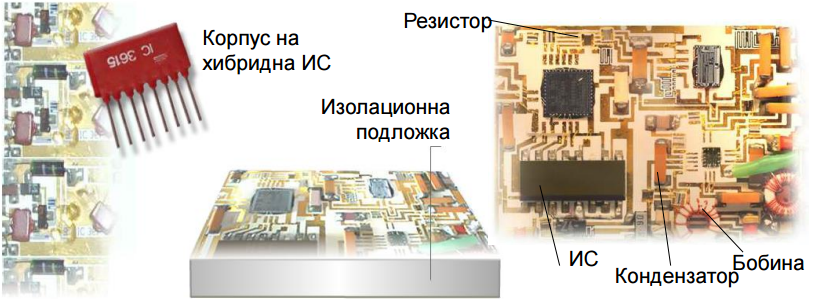 IC 3615
Корпус на
хибридна ИС
Изолационна
подложка
Резистор
ИС
Кондензатор
Бобина